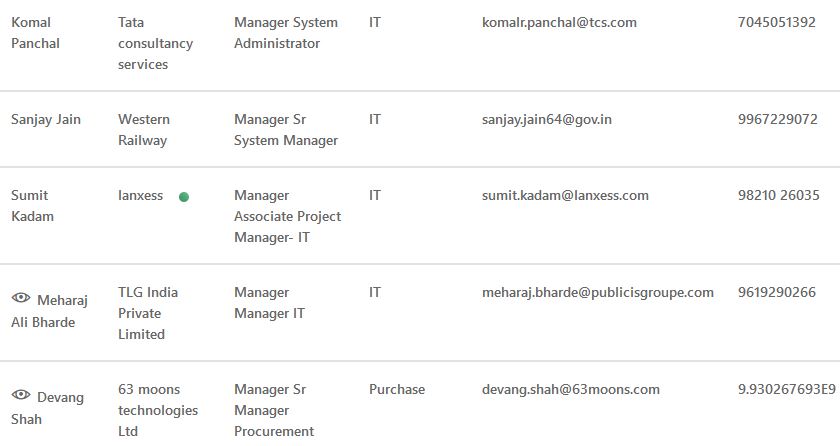 Komal Panchal Tata consultancy services Manager System Administrator IT komalr.panchal@tcs.com 7045051392
Sanjay Jain Western Railway Manager Sr System Manager IT sanjay.jain64@gov.in 9967229072
Sumit Kadam lanxess Manager Associate Project Manager- IT IT sumit.kadam@lanxess.com 98210 26035
Meharaj Ali Bharde TLG India Private Limited Manager Manager IT IT meharaj.bharde@publicisgroupe.com 9619290266
Devang Shah 63 moons technologies Ltd Manager Sr Manager Procurement Purchase devang.shah@63moons.com 9.930267693E9